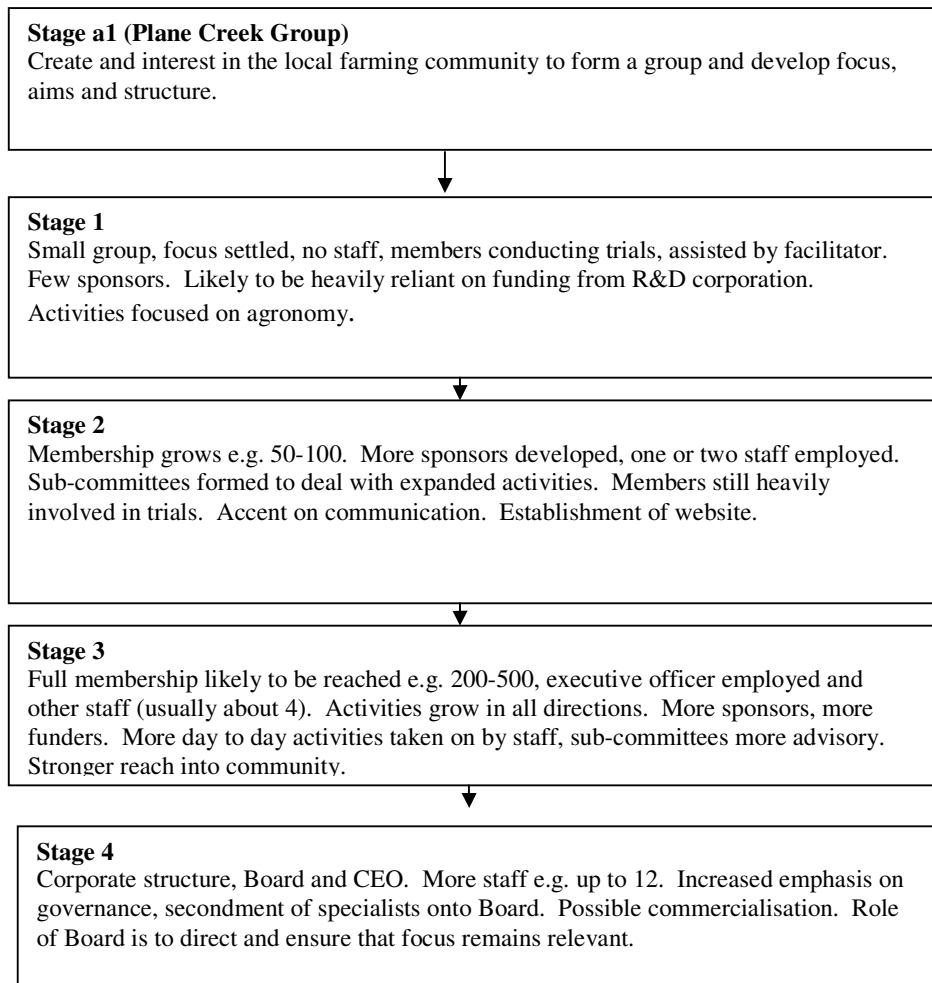 Stage a1 (Plane Creek Group)
Create and interest in the local farming community to form a group and develop focus,
aims and structure.
Stage 1
Small group, focus settled, no staff, members conducting trials, assisted by facilitator.
Few sponsors.  Likely to be heavily reliant on funding from R&D corporation.
Activities focused on agronomy.
Stage 2
Membership grows e.g. 50-100.  More sponsors developed, one or two staff employed.
Sub-committees formed to deal with expanded activities.  Members still heavily
involved in trials.  Accent on communication.  Establishment of website.
Stage 3
Full membership likely to be reached e.g. 200-500, executive officer employed and
other staff (usually about 4).  Activities grow in all directions.  More sponsors, more
funders.  More day to day activities taken on by staff, sub-committees more advisory.
Stronger reach into community.
Stage 4
Corporate structure, Board and CEO.  More staff e.g. up to 12.  Increased emphasis on
governance, secondment of specialists onto Board.  Possible commercialisation.  Role
of Board is to direct and ensure that focus remains relevant.